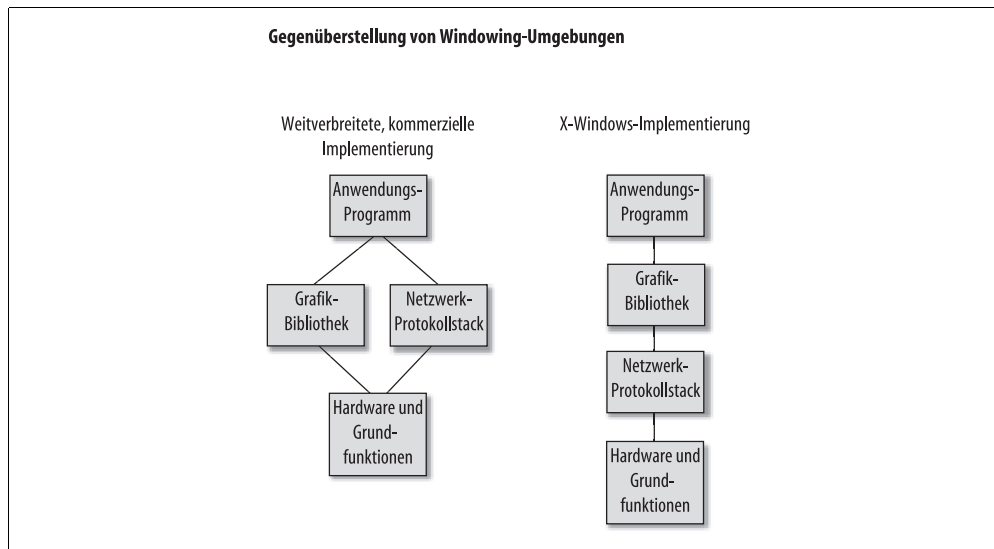 Gegenüberstellung von Windowing-Umgebungen
Weitverbreitete, kommerzielle
Implementierung
Anwendungs-
Programm
Grafik-
Bibliothek
Netzwerk-
Protokollstack
Hardware und
Grund-
funktionen
X-Windows-Implementierung
Anwendungs-
Programm
Grafik-
Bibliothek
Netzwerk-
Protokollstack
Hardware und
Grund-
funktionen